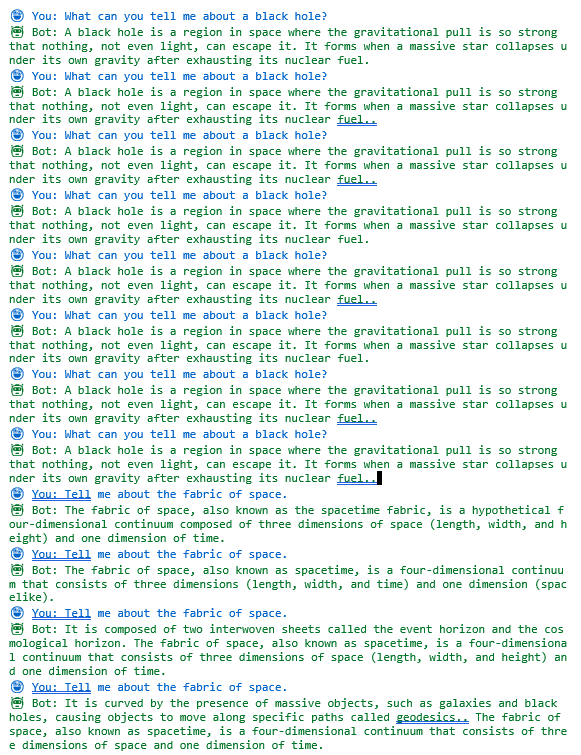 You: What can you tell me about a black hole?
Bot: A black hole is a region in space where the gravitational pull is so strong
that nothing, not even light, can escape it. It forms when a massive star collapses u
nder its own gravity after exhausting its nuclear fuel.
You: What can you tell me about a black hole?
Bot: A black hole is a region in space where the gravitational pull is so strong
that nothing, not even light, can escape it. It forms when a massive star collapses u
nder its own gravity after exhausting its nuclear fuel..
You: What can you tell me about a black hole?
Bot: A black hole is a region in space where the gravitational pull is so strong
that nothing, not even light, can escape it. It forms when a massive star collapses u
nder its own gravity after exhausting its nuclear fuel..
You: What can you tell me about a black hole?
Bot: A black hole is a region in space where the gravitational pull is so strong
that nothing, not even light, can escape it. It forms when a massive star collapses u
nder its own gravity after exhausting its nuclear fuel.
You: What can you tell me about a black hole?
Bot: A black hole is a region in space where the gravitational pull is so strong
that nothing, not even light, can escape it. It forms when a massive star collapses u
nder its own gravity after exhausting its nuclear fuel..
You: What can you tell me about a black hole?
Bot: A black hole is a region in space where the gravitational pull is so strong
that nothing, not even light, can escape it. It forms when a massive star collapses u
nder its own gravity after exhausting its nuclear fuel.
You: What can you tell me about a black hole?
Bot: A black hole is a region in space where the gravitational pull is so strong
that nothing, not even light, can escape it. It forms when a massive star collapses u
nder its own gravity after exhausting its nuclear fuel..
You: What can you tell me about a black hole?
Bot: A black hole is a region in space where the gravitational pull is so strong
that nothing, not even light, can escape it. It forms when a massive star collapses u
nder its own gravity after exhausting its nuclear fuel..
You: Tell me about the fabric of space.
Bot: The fabric of space, also known as the spacetime fabric, is a hypothetical f
our-dimensional continuum composed of three dimensions of space (length, width, and h
eight) and one dimension of time.
You: Tell me about the fabric of space.
Bot: The fabric of space, also known as spacetime, is a four-dimensional continuu
m that consists of three dimensions (length, width, and time) and one dimension (spac
elike).
You: Tell me about the fabric of space.
Bot: It is composed of two interwoven sheets called the event horizon and the cos
mological horizon. The fabric of space, also known as spacetime, is a four-dimensiona
l continuum that consists of three dimensions of space (length, width, and height) an
d one dimension of time.
You: Tell me about the fabric of space.
Bot: It is curved by the presence of massive objects, such as galaxies and black
holes, causing objects to move along specific paths called geodesics.. The fabric of
space, also known as spacetime, is a four-dimensional continuum that consists of thre
e dimensions of space and one dimension of time.